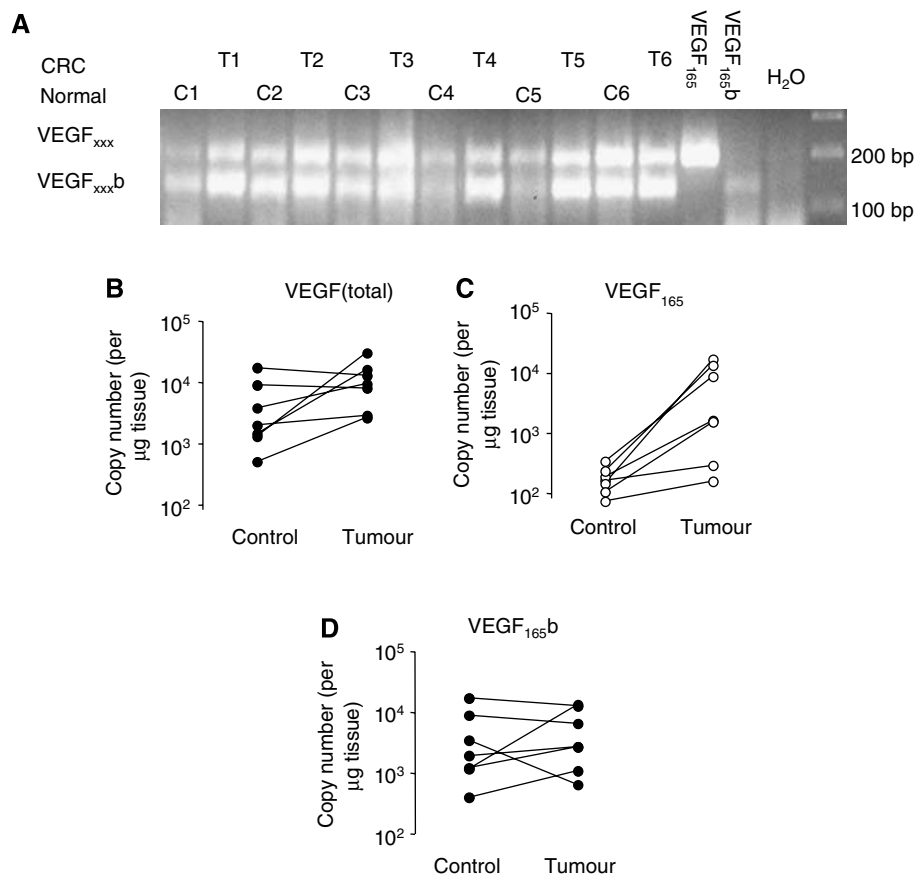 A
CRC T1 T2 T3 T4 T5 T6 VEGF₁₆₅ VEGF₁₆₅b H₂O
Normal C1 C2 C3 C4 C5 C6
VEGFₓₓₓ 200 bp
VEGFₓₓₓb 100 bp
B VEGF(total)
Copy number (per
µg tissue)
10⁵
10⁴
10³
10²
Control Tumour
C VEGF₁₆₅
Copy number (per
µg tissue)
10⁵
10⁴
10³
10²
Control Tumour
D VEGF₁₆₅b
Copy number (per
µg tissue)
10⁵
10⁴
10³
10²
Control Tumour